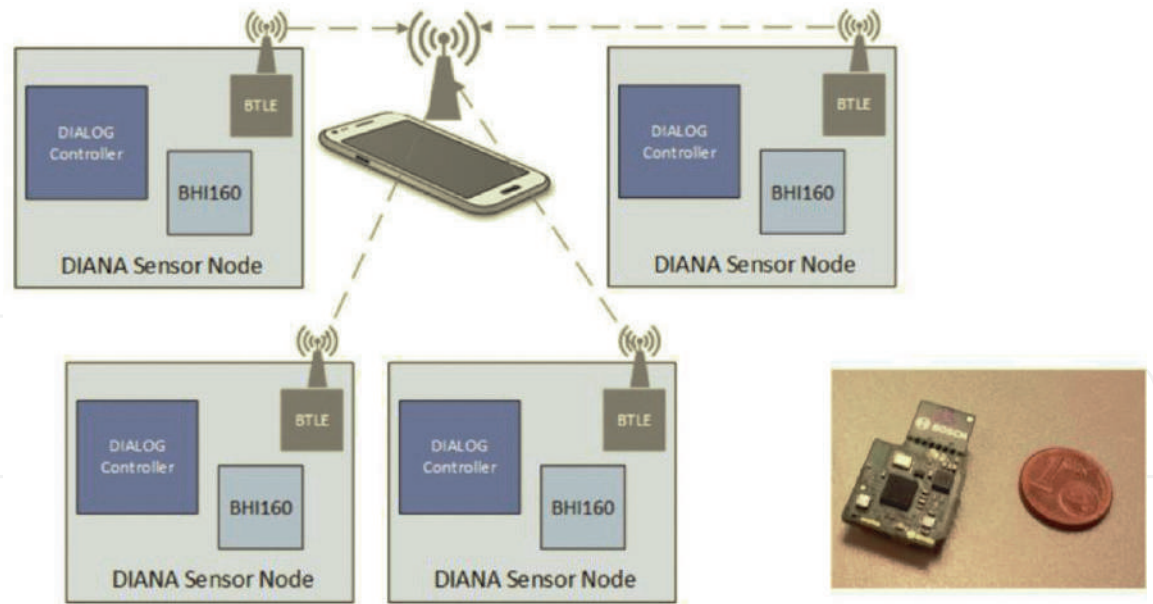 BTLE
DIALOG
Controller
BHI160
DIANA Sensor Node
BTLE
DIALOG
Controller
BHI160
DIANA Sensor Node
BTLE
DIALOG
Controller
BHI160
DIANA Sensor Node
BTLE
DIALOG
Controller
BHI160
DIANA Sensor Node
BOSCH
1